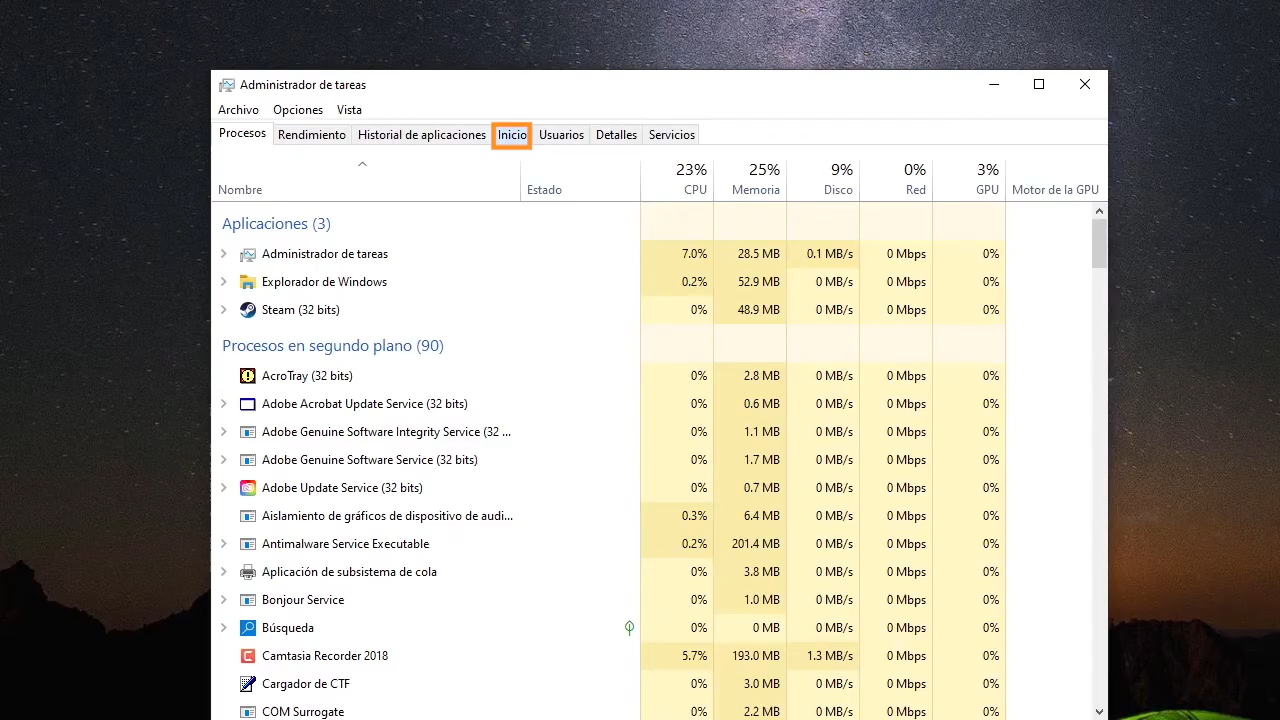 Administrador de tareas
Archivo Opciones Vista
Procesos Rendimiento Historial de aplicaciones Inicio Usuarios Detalles Servicios
23% 25% 9% 0% 3%
Nombre Estado CPU Memoria Disco Red GPU Motor de la GPU
Aplicaciones (3)
Administrador de tareas 7.0% 28.5 MB 0.1 MB/s 0 Mbps 0%
Explorador de Windows 0.2% 52.9 MB 0 MB/s 0 Mbps 0%
Steam (32 bits) 0% 48.9 MB 0 MB/s 0 Mbps 0%
Procesos en segundo plano (90)
AcroTray (32 bits) 0% 2.8 MB 0 MB/s 0 Mbps 0%
Adobe Acrobat Update Service (32 bits) 0% 0.6 MB 0 MB/s 0 Mbps 0%
Adobe Genuine Software Integrity Service (32 ... 0% 1.1 MB 0 MB/s 0 Mbps 0%
Adobe Genuine Software Service (32 bits) 0% 1.7 MB 0 MB/s 0 Mbps 0%
Adobe Update Service (32 bits) 0% 0.7 MB 0 MB/s 0 Mbps 0%
Aislamiento de gráficos de dispositivo de audi... 0.3% 6.4 MB 0 MB/s 0 Mbps 0%
Antimalware Service Executable 0.2% 201.4 MB 0 MB/s 0 Mbps 0%
Aplicación de subsistema de cola 0% 3.8 MB 0 MB/s 0 Mbps 0%
Bonjour Service 0% 1.0 MB 0 MB/s 0 Mbps 0%
Búsqueda 0% 0 MB 0 MB/s 0 Mbps 0%
Camtasia Recorder 2018 5.7% 193.0 MB 1.3 MB/s 0 Mbps 0%
Cargador de CTF 0% 3.0 MB 0 MB/s 0 Mbps 0%
COM Surrogate 0% 2.2 MB 0 MB/s 0 Mbps 0%